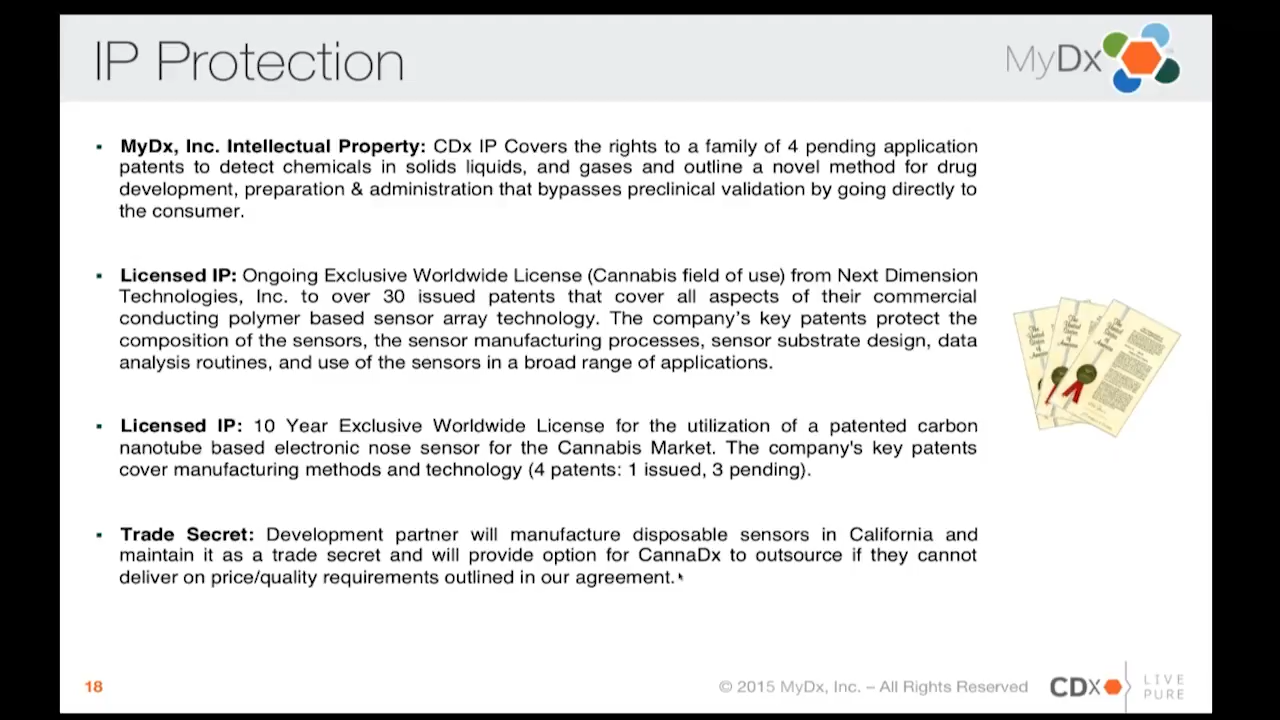 IP Protection
MyDx
▪ MyDx, Inc. Intellectual Property: CDx IP Covers the rights to a family of 4 pending application
patents to detect chemicals in solids liquids, and gases and outline a novel method for drug
development, preparation & administration that bypasses preclinical validation by going directly to
the consumer.
▪ Licensed IP: Ongoing Exclusive Worldwide License (Cannabis field of use) from Next Dimension
Technologies, Inc. to over 30 issued patents that cover all aspects of their commercial
conducting polymer based sensor array technology. The company's key patents protect the
composition of the sensors, the sensor manufacturing processes, sensor substrate design, data
analysis routines, and use of the sensors in a broad range of applications.
▪ Licensed IP: 10 Year Exclusive Worldwide License for the utilization of a patented carbon
nanotube based electronic nose sensor for the Cannabis Market. The company's key patents
cover manufacturing methods and technology (4 patents: 1 issued, 3 pending).
▪ Trade Secret: Development partner will manufacture disposable sensors in California and
maintain it as a trade secret and will provide option for CannaDx to outsource if they cannot
deliver on price/quality requirements outlined in our agreement.
The
United
States
of
America
18
© 2015 MyDx, Inc. – All Rights Reserved
CDx
LIVE
PURE